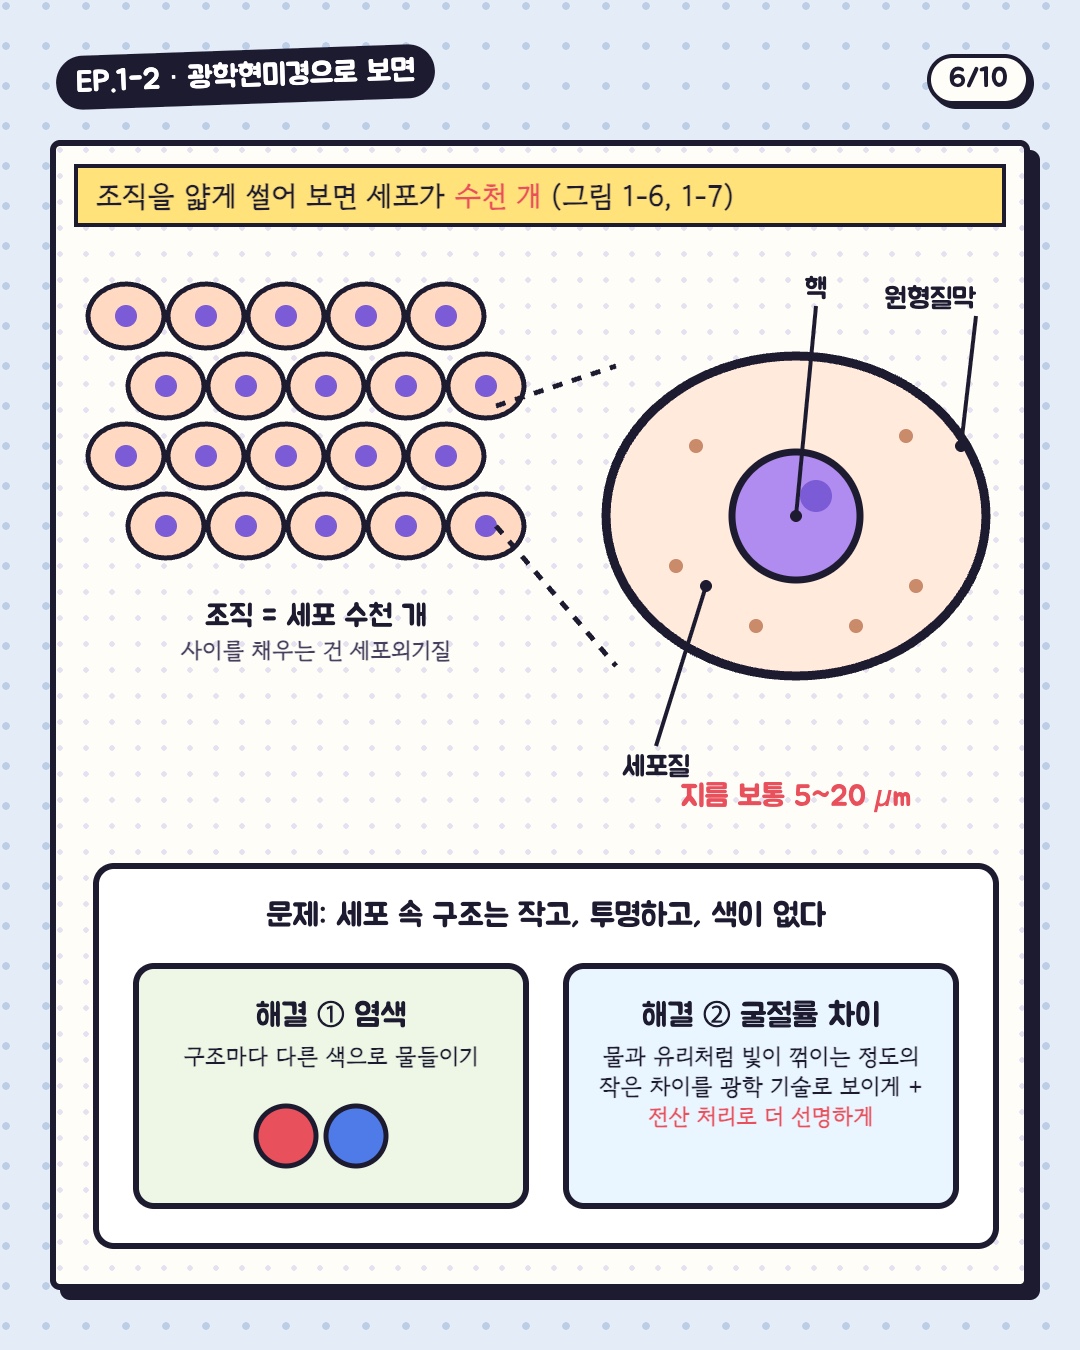 EP.1-2 · 광학현미경으로 보면
6/10
조직을 얇게 썰어 보면 세포가 수천 개 (그림 1-6, 1-7)
핵
원형질막
조직 = 세포 수천 개
사이를 채우는 건 세포외기질
세포질
지름 보통 5~20 μm
문제: 세포 속 구조는 작고, 투명하고, 색이 없다
해결 ① 염색
구조마다 다른 색으로 물들이기
해결 ② 굴절률 차이
물과 유리처럼 빛이 꺾이는 정도의
작은 차이를 광학 기술로 보이게 +
전산 처리로 더 선명하게